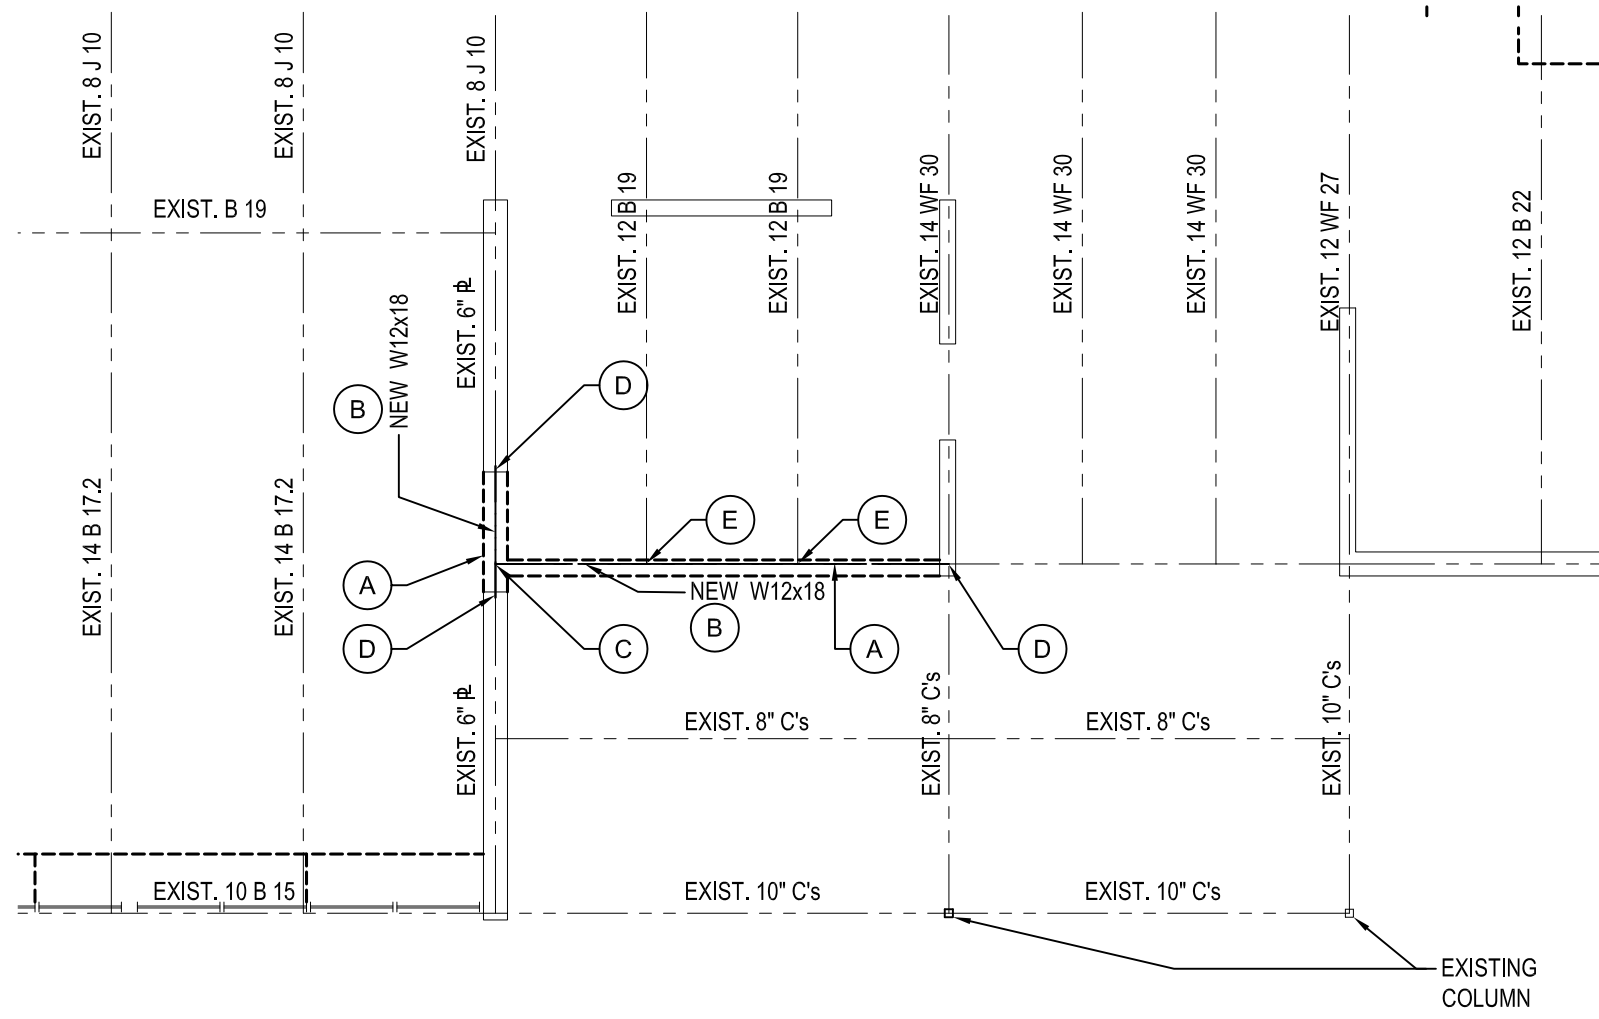 EXIST. 8 J 10
EXIST. 8 J 10
EXIST. 8 J 10
EXIST. B 19
EXIST. 12 B 19
EXIST. 12 B 19
EXIST. 14 WF 30
EXIST. 14 WF 30
EXIST. 14 WF 30
EXIST. 12 WF 27
EXIST. 12 B 22
EXIST. 6" PL
NEW W12x18
B
D
EXIST. 14 B 17.2
EXIST. 14 B 17.2
E
E
A
NEW W12x18
B
D
C
A
D
EXIST. 6" PL
EXIST. 8" C's
EXIST. 8" C's
EXIST. 8" C's
EXIST. 10" C's
EXIST. 10 B 15
EXIST. 10" C's
EXIST. 10" C's
EXISTING
COLUMN